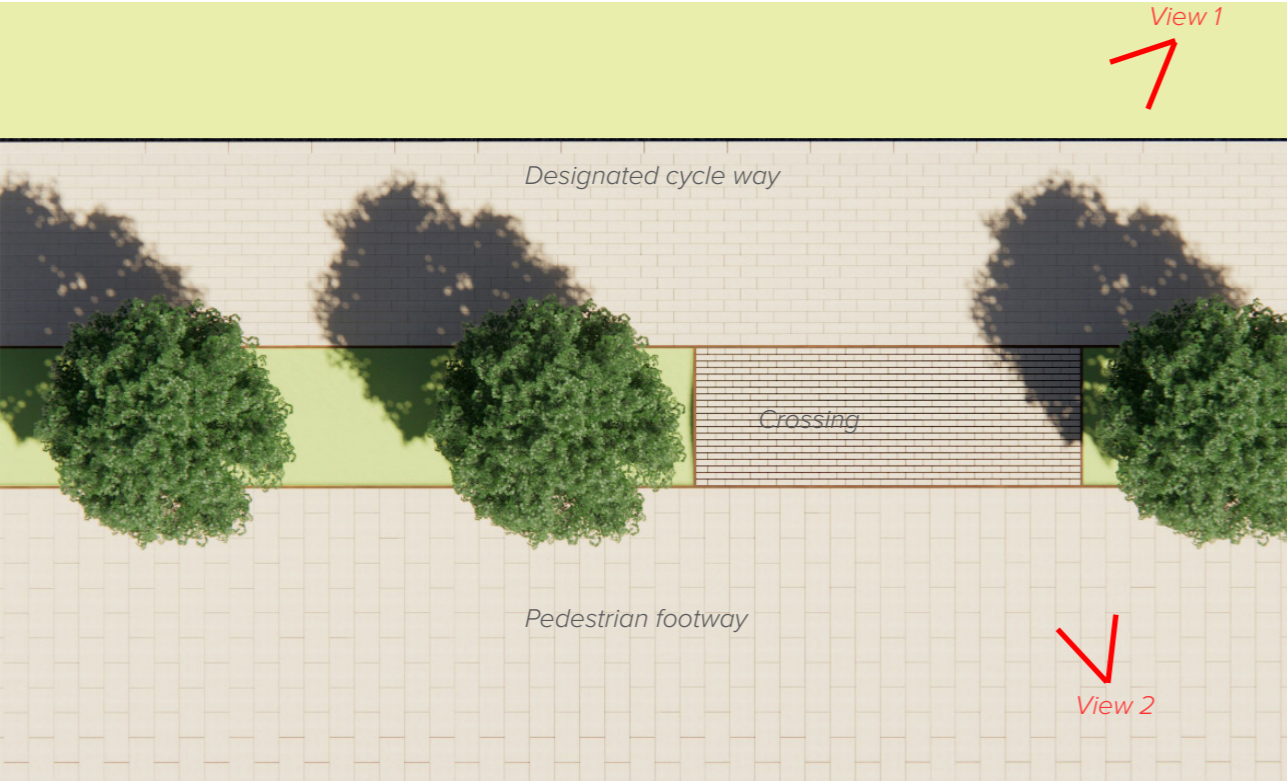 View 1
Designated cycle way
Crossing
Pedestrian footway
View 2